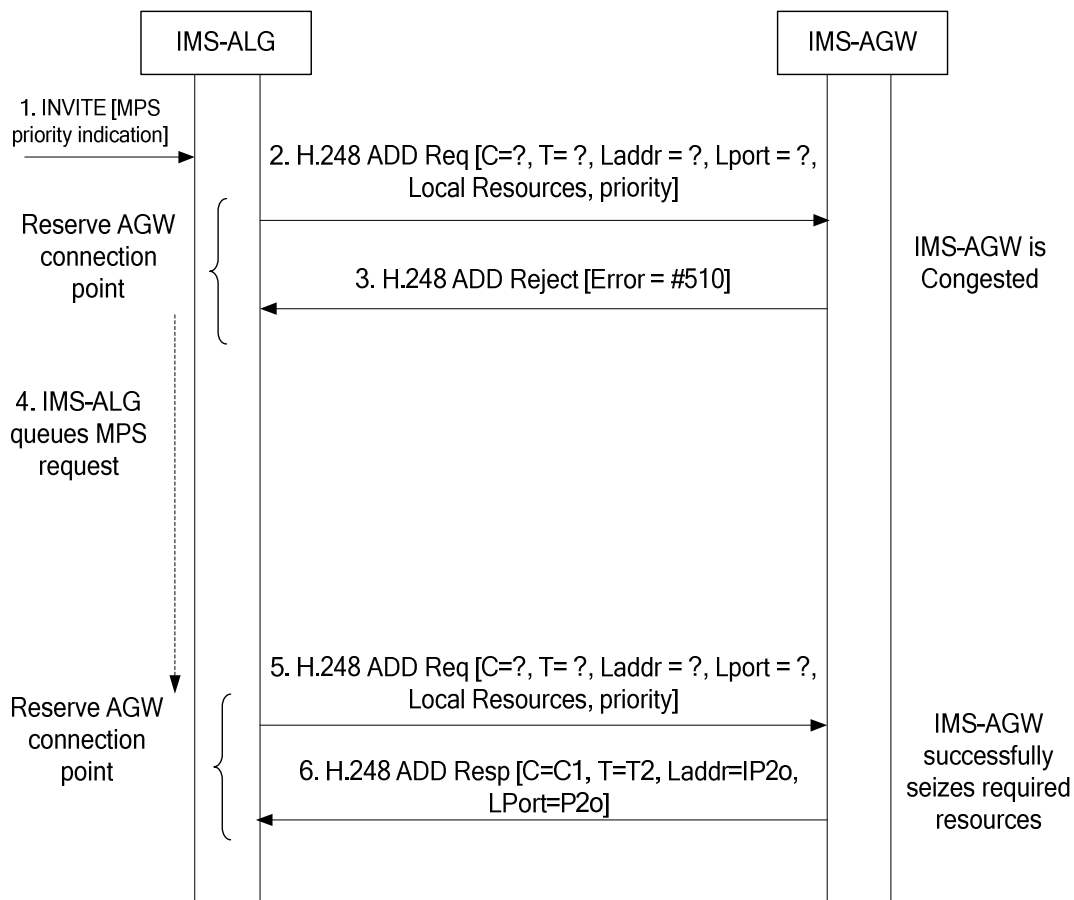 IMS-ALG
IMS-AGW
1. INVITE [MPS
priority indication]
2. H.248 ADD Req [C=?, T= ?, Laddr = ?, Lport = ?,
Local Resources, priority]
Reserve AGW
connection
point
3. H.248 ADD Reject [Error = #510]
IMS-AGW is
Congested
4. IMS-ALG
queues MPS
request
5. H.248 ADD Req [C=?, T= ?, Laddr = ?, Lport = ?,
Local Resources, priority]
Reserve AGW
connection
point
6. H.248 ADD Resp [C=C1, T=T2, Laddr=IP2o,
LPort=P2o]
IMS-AGW
successfully
seizes required
resources